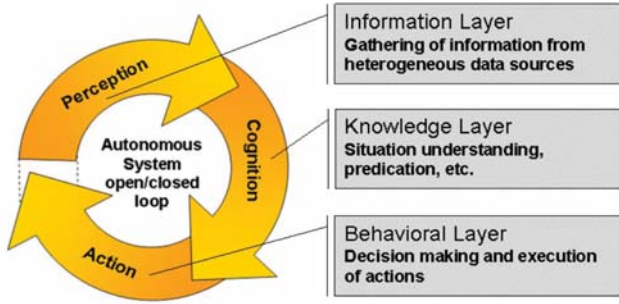 Perception
Cognition
Action
Autonomous
System
open/closed
loop
Information Layer
Gathering of information from
heterogeneous data sources
Knowledge Layer
Situation understanding,
predication, etc.
Behavioral Layer
Decision making and execution
of actions